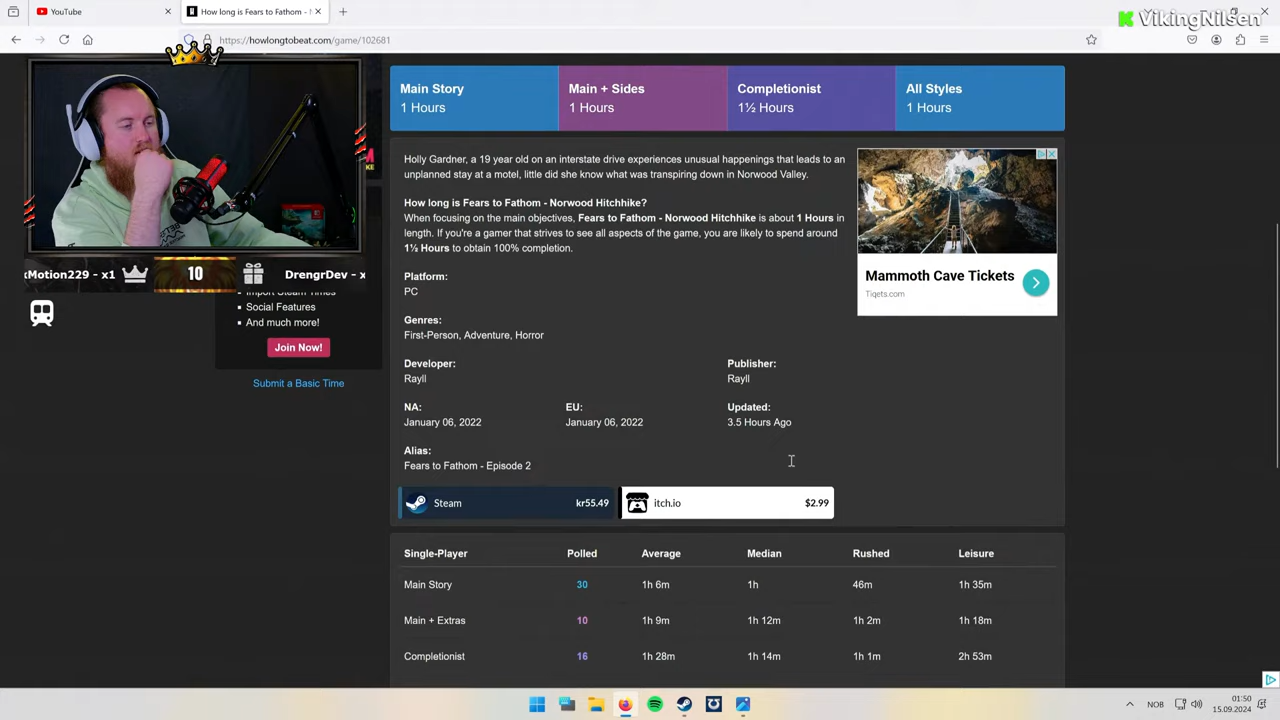 YouTube
How long is Fears to Fathom - N
VikingNilsen
https://howlongtobeat.com/game/102681
Main Story
1 Hours
Main + Sides
1 Hours
Completionist
1½ Hours
All Styles
1 Hours
Holly Gardner, a 19 year old on an interstate drive experiences unusual happenings that leads to an
unplanned stay at a motel, little did she know what was transpiring down in Norwood Valley.
How long is Fears to Fathom - Norwood Hitchhike?
When focusing on the main objectives, Fears to Fathom - Norwood Hitchhike is about 1 Hours in
length. If you're a gamer that strives to see all aspects of the game, you are likely to spend around
1½ Hours to obtain 100% completion.
Mammoth Cave Tickets
Tiqets.com
Platform:
PC
Genres:
First-Person, Adventure, Horror
Developer:
Rayll
Publisher:
Rayll
NA:
January 06, 2022
EU:
January 06, 2022
Updated:
3.5 Hours Ago
Alias:
Fears to Fathom - Episode 2
Steam kr55.49
itch.io $2.99
xMotion229 - x1
10
DrengrDev - x
Import Steam Times
Social Features
And much more!
Join Now!
Submit a Basic Time
Single-Player Polled Average Median Rushed Leisure
Main Story 30 1h 6m 1h 46m 1h 35m
Main + Extras 10 1h 9m 1h 12m 1h 2m 1h 18m
Completionist 16 1h 28m 1h 14m 1h 1m 2h 53m
NOB
01:50
15.09.2024